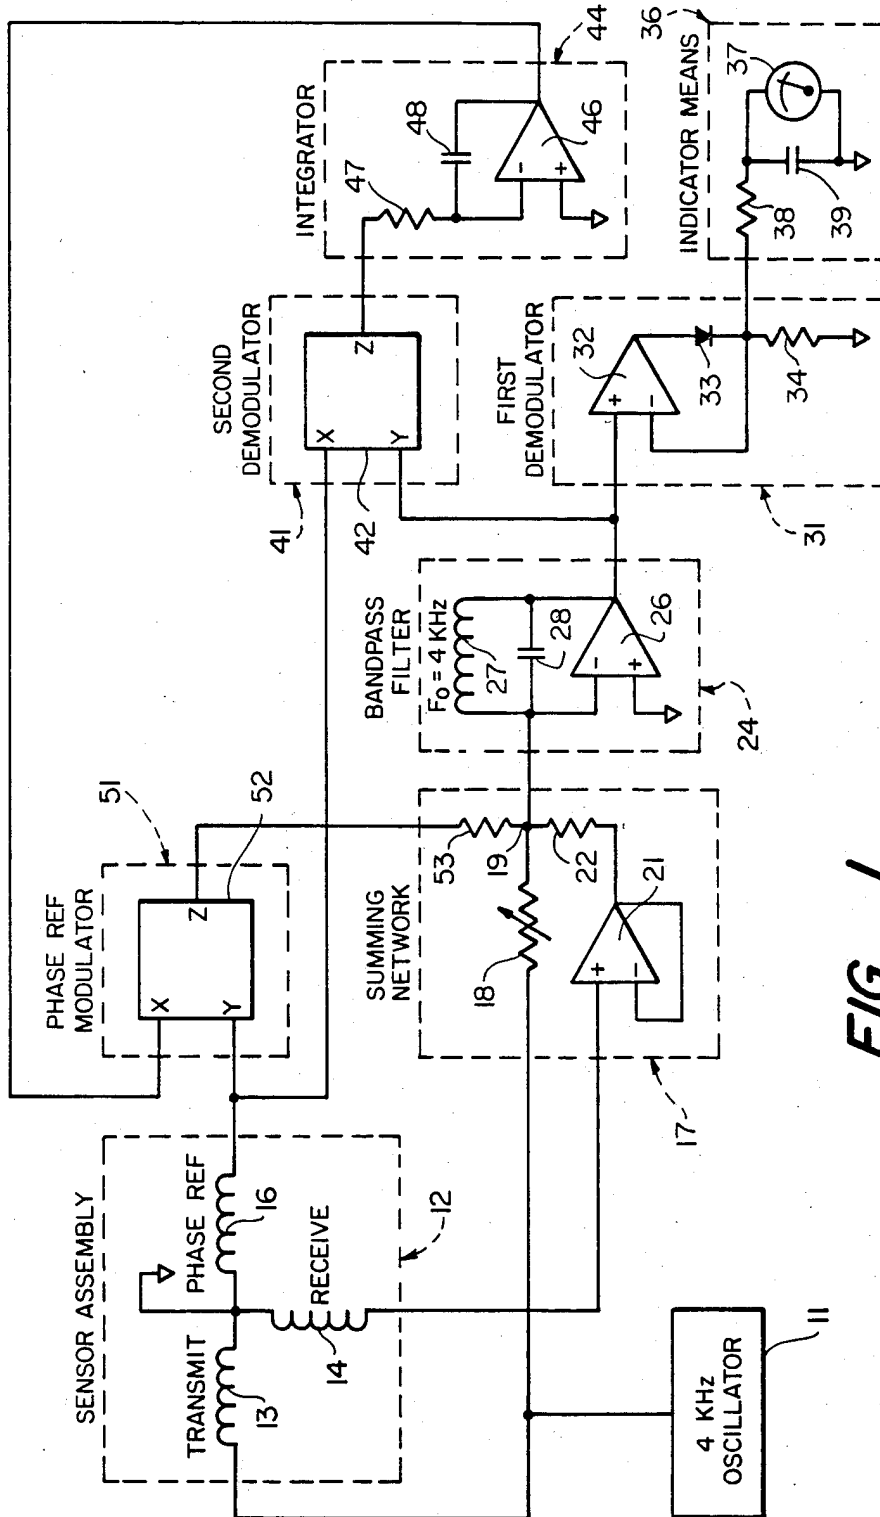 SENSOR ASSEMBLY
TRANSMIT
PHASE REF
13
16
RECEIVE
14
12
4 KHz
OSCILLATOR
11
PHASE REF
MODULATOR
51
X
Y
Z
52
SUMMING
NETWORK
53
18
19
22
+
-
21
17
BANDPASS
FILTER
F0 = 4 KHz
27
28
-
+
26
24
SECOND
DEMODULATOR
X
Y
Z
41
42
INTEGRATOR
44
47
48
-
+
46
FIRST
DEMODULATOR
+
-
32
33
34
31
INDICATOR MEANS
36
37
38
39
FIG_1